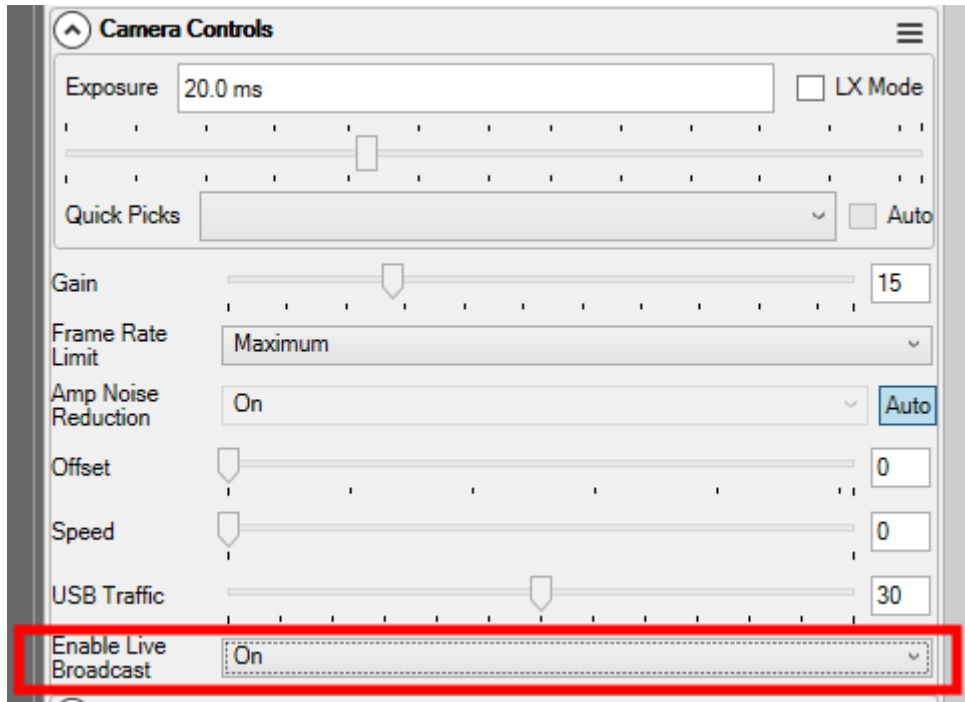 Camera Controls
Exposure 20.0 ms LX Mode
Quick Picks Auto
Gain 15
Frame Rate
Limit
Maximum
Amp Noise
Reduction
On Auto
Offset 0
Speed 0
USB Traffic 30
Enable Live
Broadcast
On